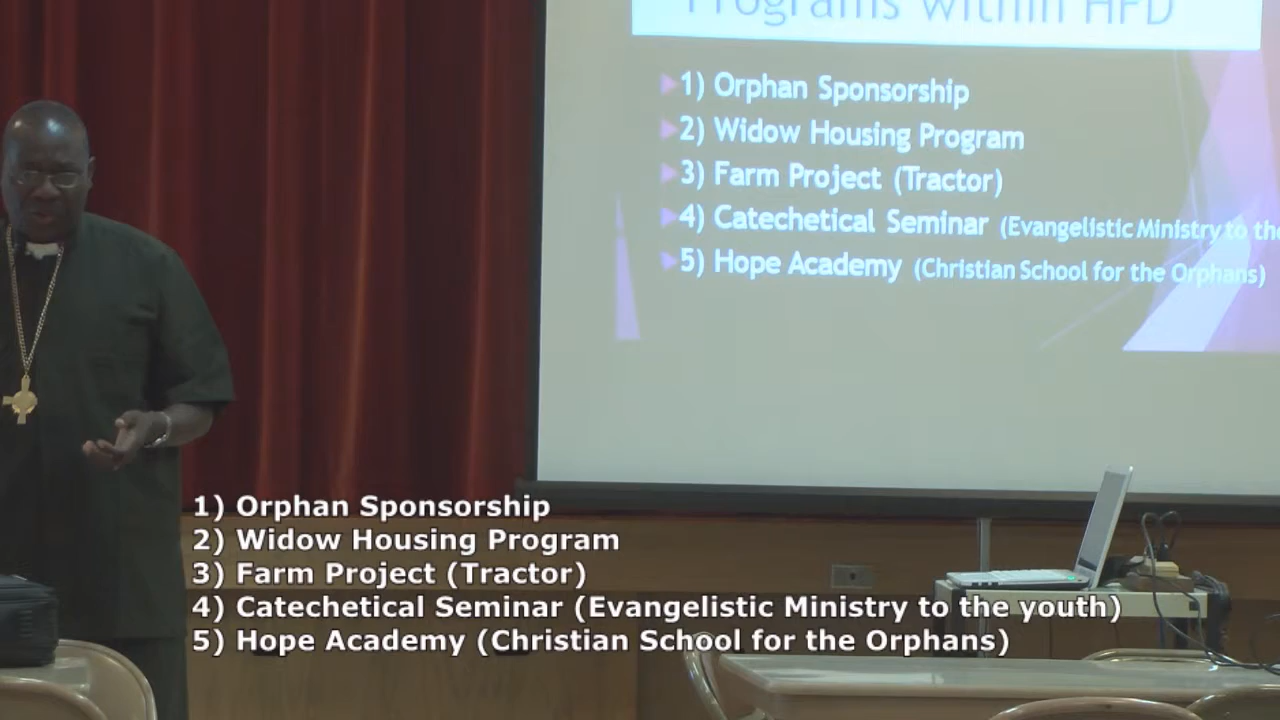 Programs within HFD
1) Orphan Sponsorship
2) Widow Housing Program
3) Farm Project (Tractor)
4) Catechetical Seminar (Evangelistic Ministry to the
5) Hope Academy (Christian School for the Orphans)
1) Orphan Sponsorship
2) Widow Housing Program
3) Farm Project (Tractor)
4) Catechetical Seminar (Evangelistic Ministry to the youth)
5) Hope Academy (Christian School for the Orphans)